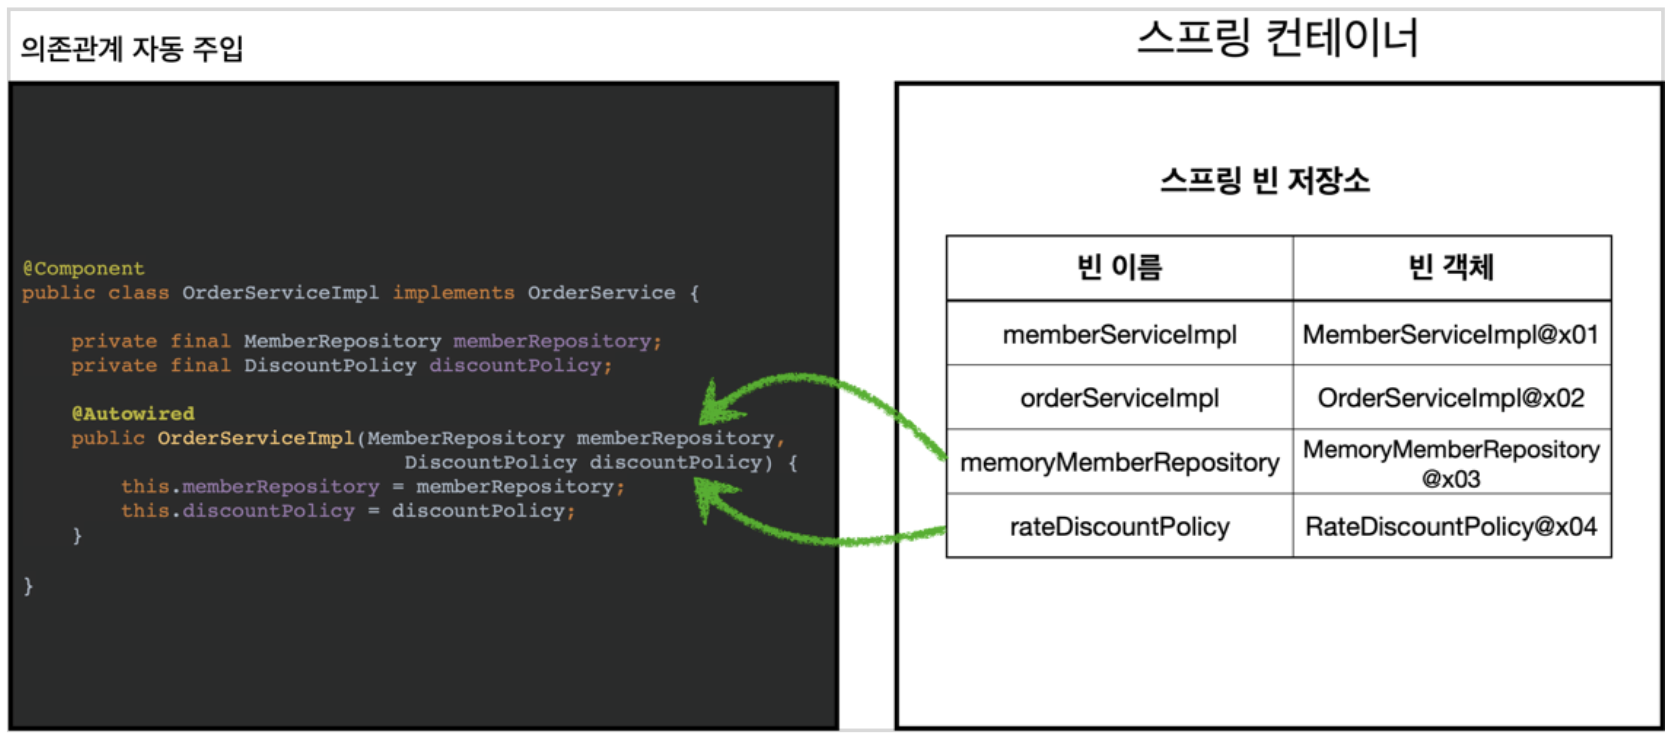 의존관계 자동 주입
스프링 컨테이너
@Component
public class OrderServiceImpl implements OrderService {
private final MemberRepository memberRepository;
private final DiscountPolicy discountPolicy;
@Autowired
public OrderServiceImpl(MemberRepository memberRepository,
DiscountPolicy discountPolicy) {
this.memberRepository = memberRepository;
this.discountPolicy = discountPolicy;
}
}
스프링 빈 저장소
빈 이름 빈 객체
memberServiceImpl MemberServiceImpl@x01
orderServiceImpl OrderServiceImpl@x02
memoryMemberRepository MemoryMemberRepository
@x03
rateDiscountPolicy RateDiscountPolicy@x04